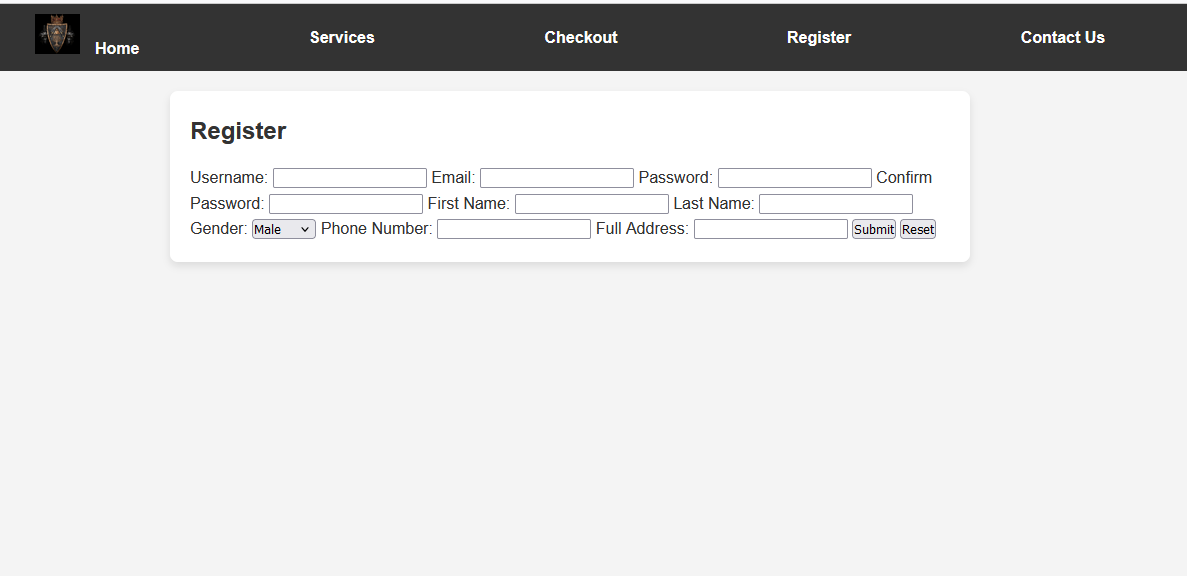 Home Services Checkout Register Contact Us
Register
Username: Email: Password: Confirm
Password: First Name: Last Name:
Gender: Male Phone Number: Full Address: Submit Reset